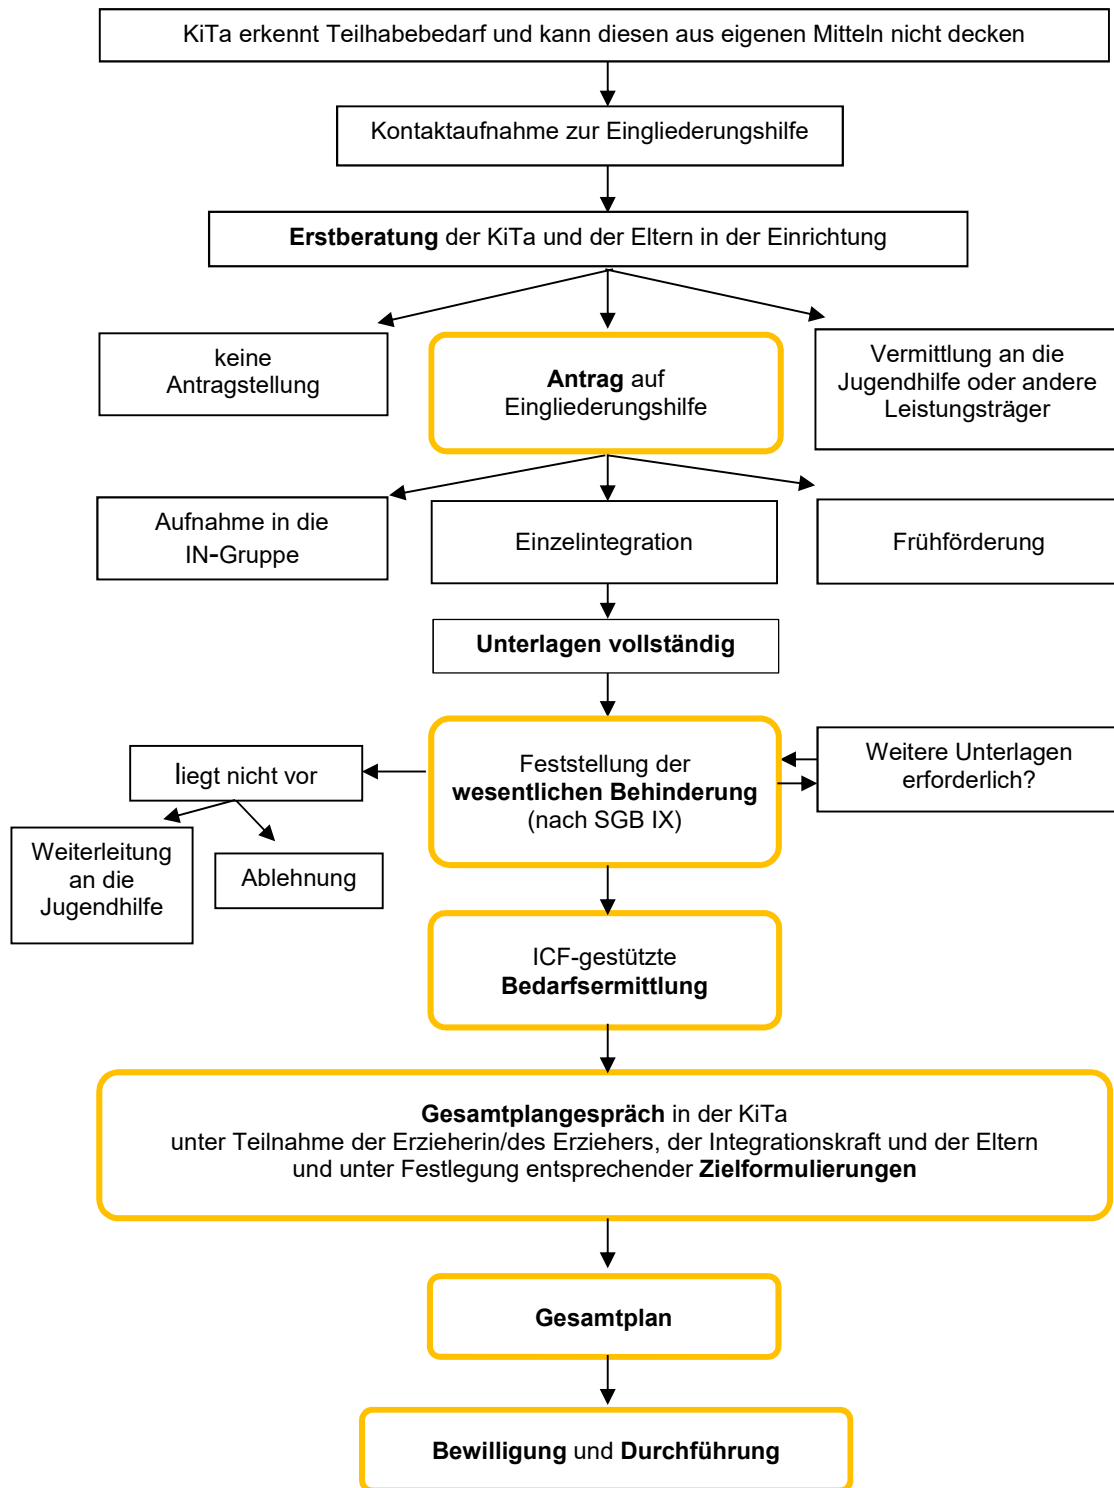 KiTa erkennt Teilhabebedarf und kann diesen aus eigenen Mitteln nicht decken
Kontaktaufnahme zur Eingliederungshilfe
Erstberatung der KiTa und der Eltern in der Einrichtung
keine
Antragstellung
Antrag auf
Eingliederungshilfe
Vermittlung an die
Jugendhilfe oder andere
Leistungsträger
Aufnahme in die
IN-Gruppe
Einzelintegration
Frühförderung
Unterlagen vollständig
liegt nicht vor
Feststellung der
wesentlichen Behinderung
(nach SGB IX)
Weitere Unterlagen
erforderlich?
Weiterleitung
an die
Jugendhilfe
Ablehnung
ICF-gestützte
Bedarfsermittlung
Gesamtplangespräch in der KiTa
unter Teilnahme der Erzieherin/des Erziehers, der Integrationskraft und der Eltern
und unter Festlegung entsprechender Zielformulierungen
Gesamtplan
Bewilligung und Durchführung